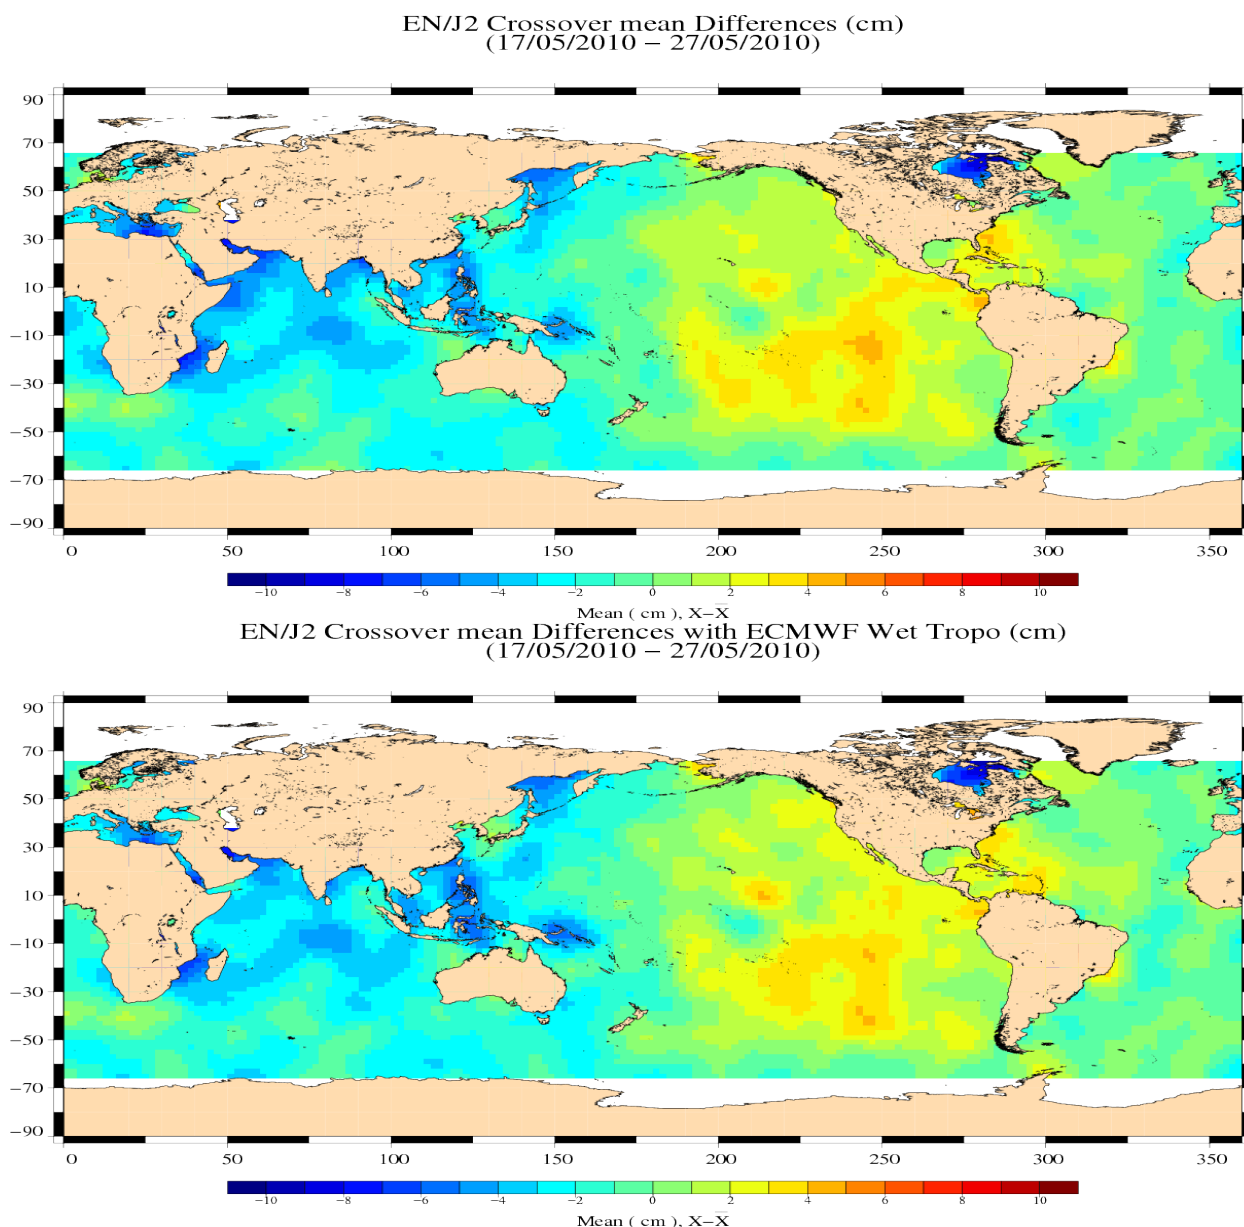 EN/J2 Crossover mean Differences (cm)
(17/05/2010 − 27/05/2010)
90
70
50
30
10
−10
−30
−50
−70
−90
0 50 100 150 200 250 300 350
−10 −8 −6 −4 −2 0 2 4 6 8 10
Mean ( cm ), X−X̄
EN/J2 Crossover mean Differences with ECMWF Wet Tropo (cm)
(17/05/2010 − 27/05/2010)
90
70
50
30
10
−10
−30
−50
−70
−90
0 50 100 150 200 250 300 350
−10 −8 −6 −4 −2 0 2 4 6 8 10
Mean ( cm ), X−X̄